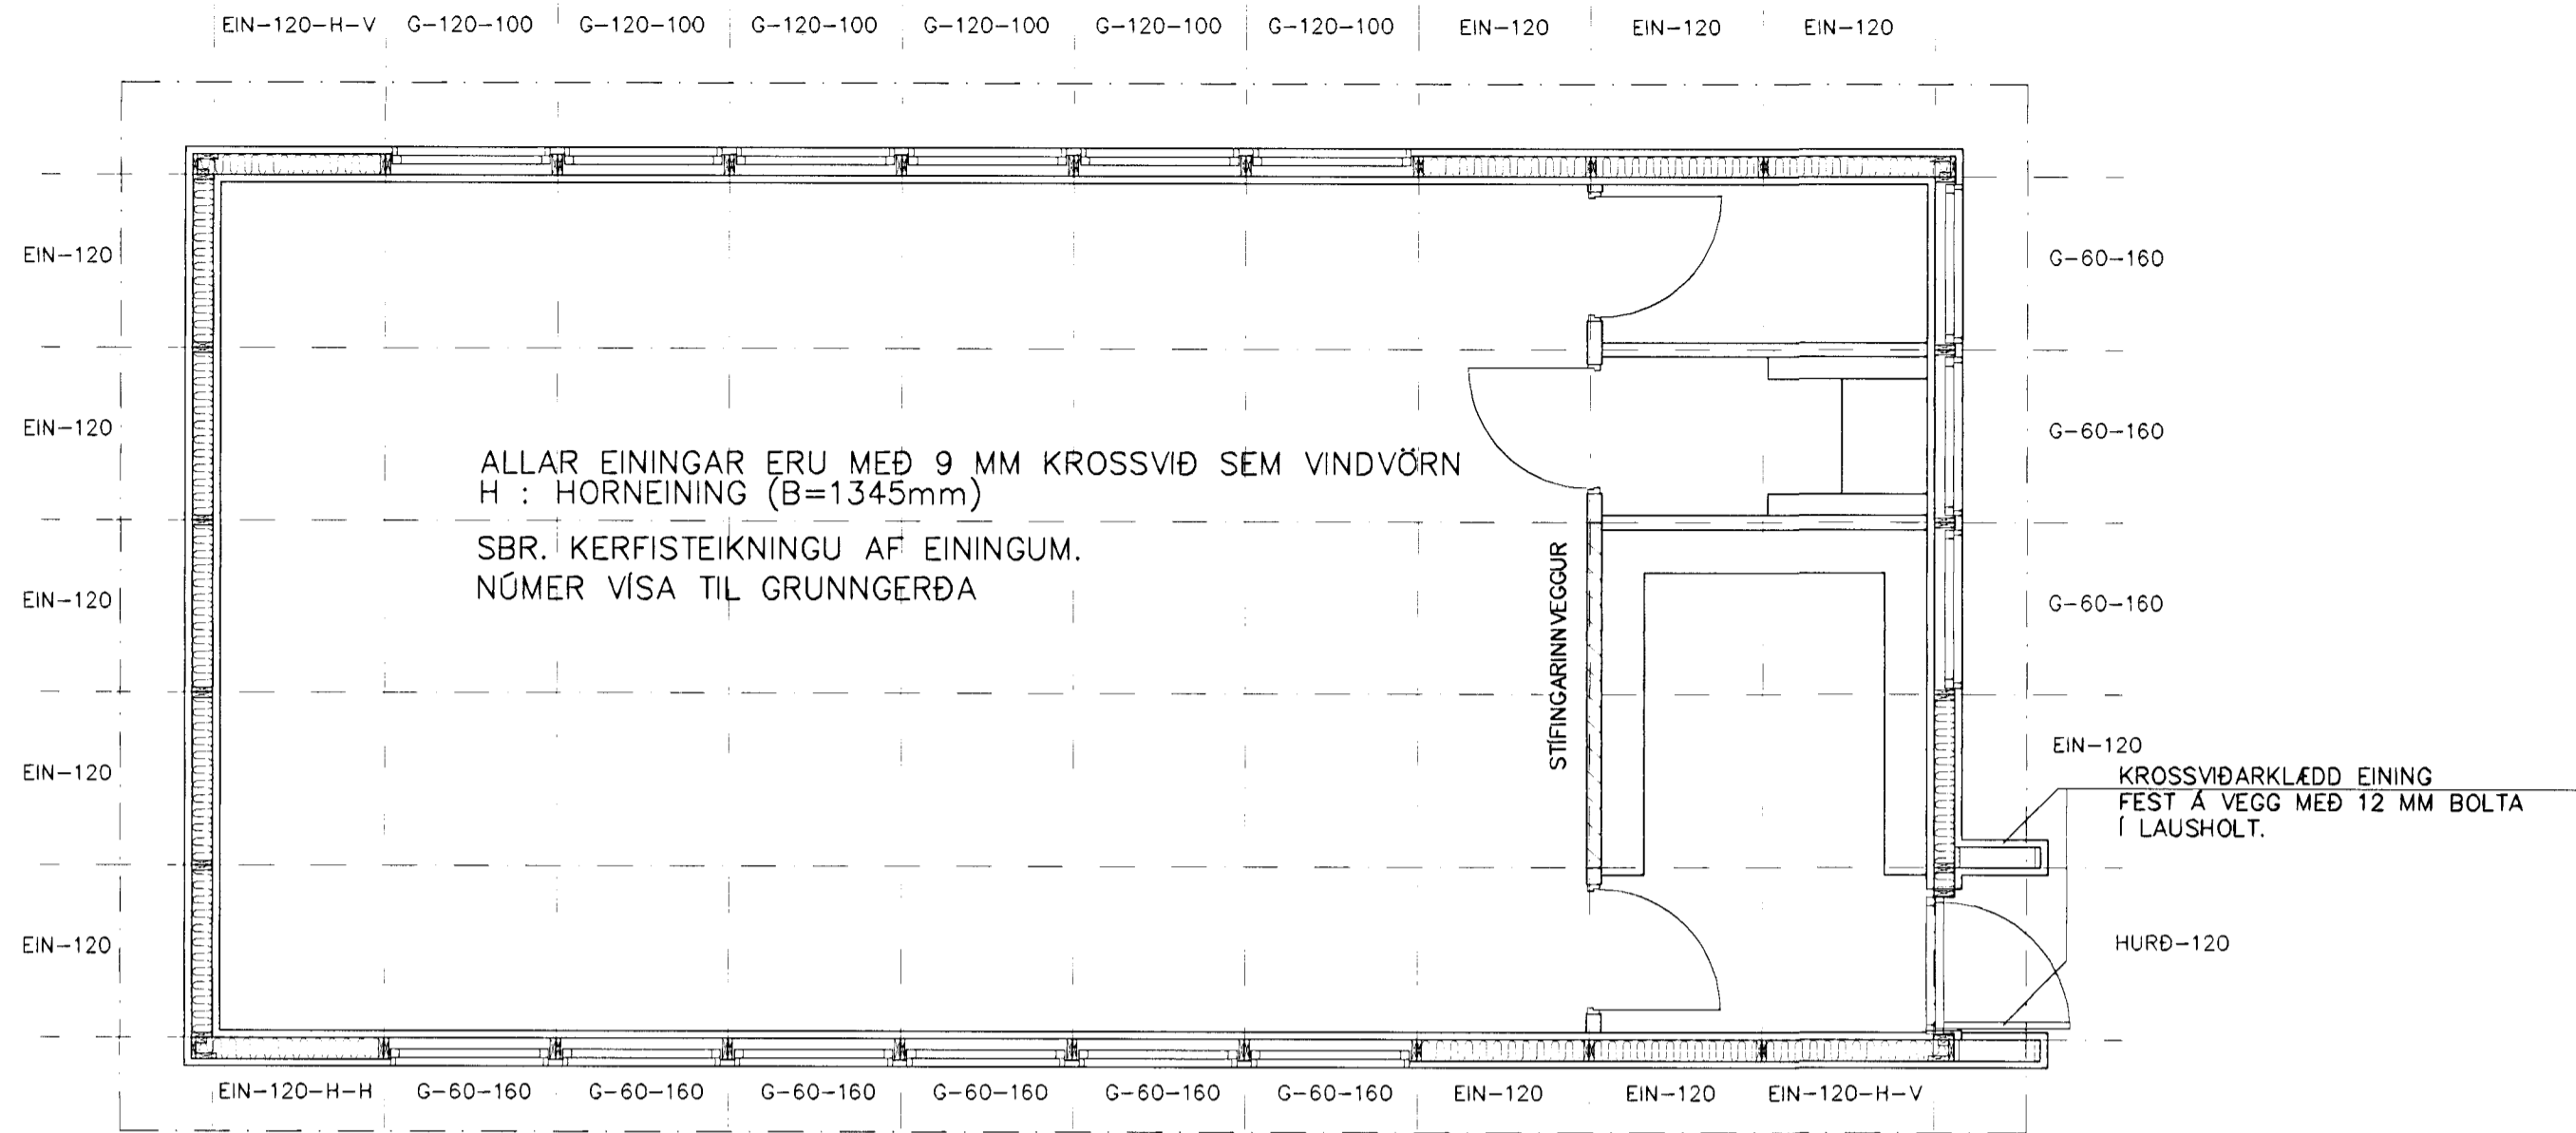 EIN-120-H-V G-120-100 G-120-100 G-120-100 G-120-100 G-120-100 G-120-100 EIN-120 EIN-120 EIN-120
EIN-120
EIN-120
EIN-120
EIN-120
EIN-120
ALLAR EININGAR ERU MEÐ 9 MM KROSSVIÐ SEM VINDVÖRN
H : HORNEINING (B=1345mm)
SBR. KERFISTEIKNINGU AF EININGUM.
NÚMER VÍSA TIL GRUNNGERÐA
STÍFINGARINNVEGGUR
G-60-160
G-60-160
G-60-160
EIN-120
KROSSVIÐARKLÆDD EINING
FEST Á VEGG MEÐ 12 MM BOLTA
Í LAUSHOLT.
HURÐ-120
EIN-120-H-H G-60-160 G-60-160 G-60-160 G-60-160 G-60-160 G-60-160 EIN-120 EIN-120 EIN-120-H-V